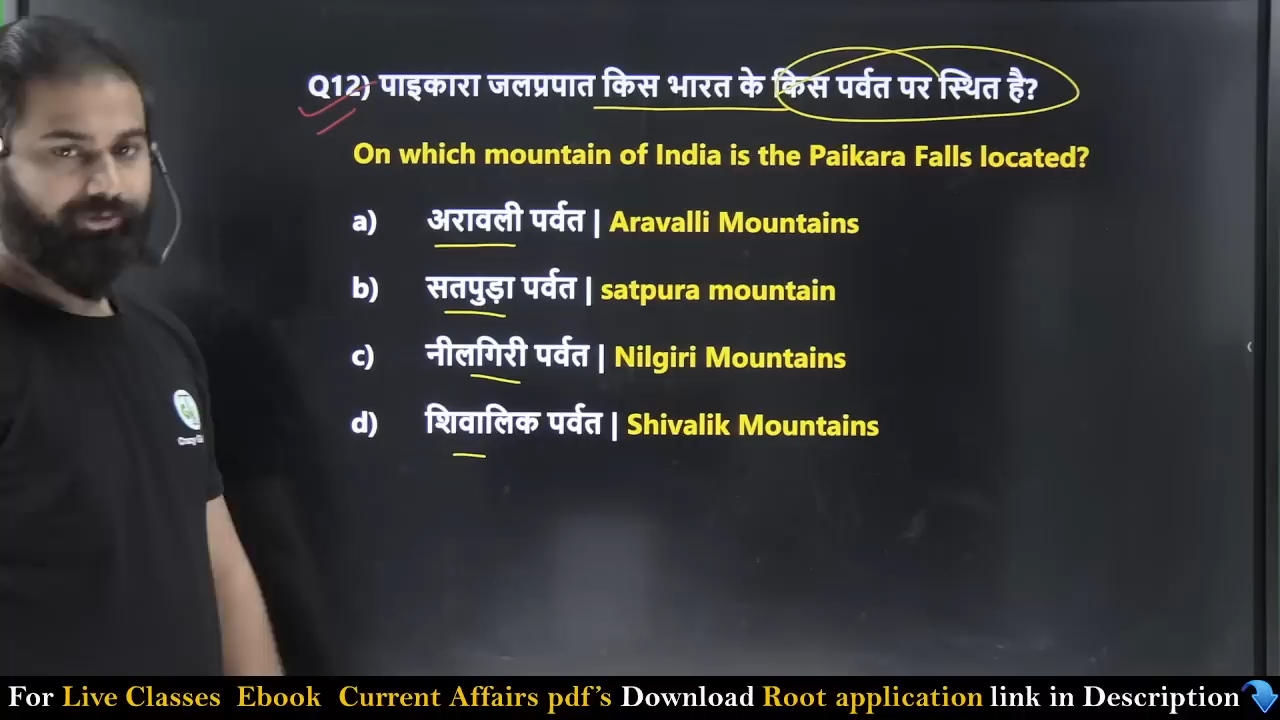 Q12) पाइकारा जलप्रपात किस भारत के किस पर्वत पर स्थित है?
On which mountain of India is the Paikara Falls located?
a) अरावली पर्वत | Aravalli Mountains
b) सतपुड़ा पर्वत | satpura mountain
c) नीलगिरी पर्वत | Nilgiri Mountains
d) शिवालिक पर्वत | Shivalik Mountains
For Live Classes Ebook Current Affairs pdf's Download Root application link in Description